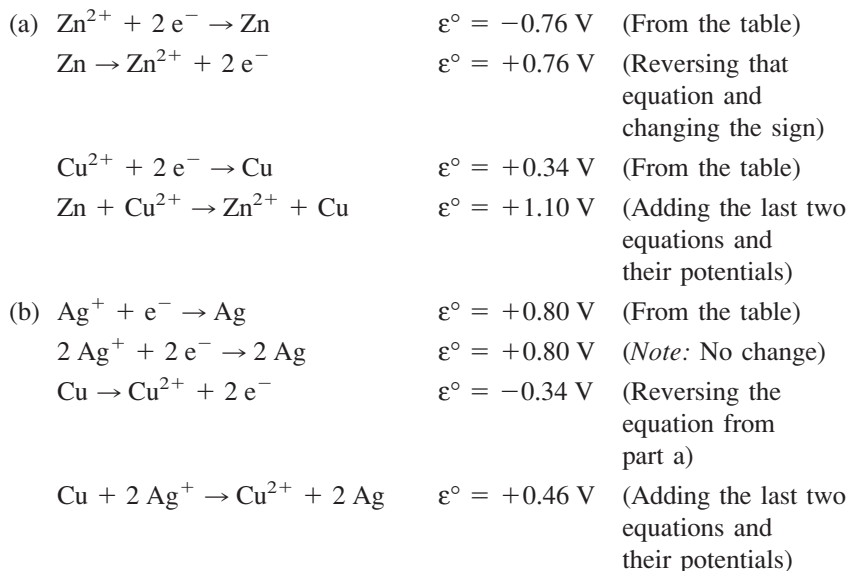 (a) Zn²⁺ + 2 e⁻ → Zn ε° = −0.76 V (From the table)
Zn → Zn²⁺ + 2 e⁻ ε° = +0.76 V (Reversing that
equation and
changing the sign)
Cu²⁺ + 2 e⁻ → Cu ε° = +0.34 V (From the table)
Zn + Cu²⁺ → Zn²⁺ + Cu ε° = +1.10 V (Adding the last two
equations and
their potentials)
(b) Ag⁺ + e⁻ → Ag ε° = +0.80 V (From the table)
2 Ag⁺ + 2 e⁻ → 2 Ag ε° = +0.80 V (Note: No change)
Cu → Cu²⁺ + 2 e⁻ ε° = −0.34 V (Reversing the
equation from
part a)
Cu + 2 Ag⁺ → Cu²⁺ + 2 Ag ε° = +0.46 V (Adding the last two
equations and
their potentials)